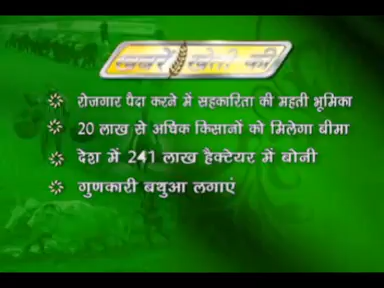 खबरें खेती की
रोजगार पैदा करने में सहकारिता की महती भूमिका
20 लाख से अधिक किसानों को मिलेगा बीमा
देश में 241 लाख हैक्टेयर में बोनी
गुणकारी बथुआ लगाएं